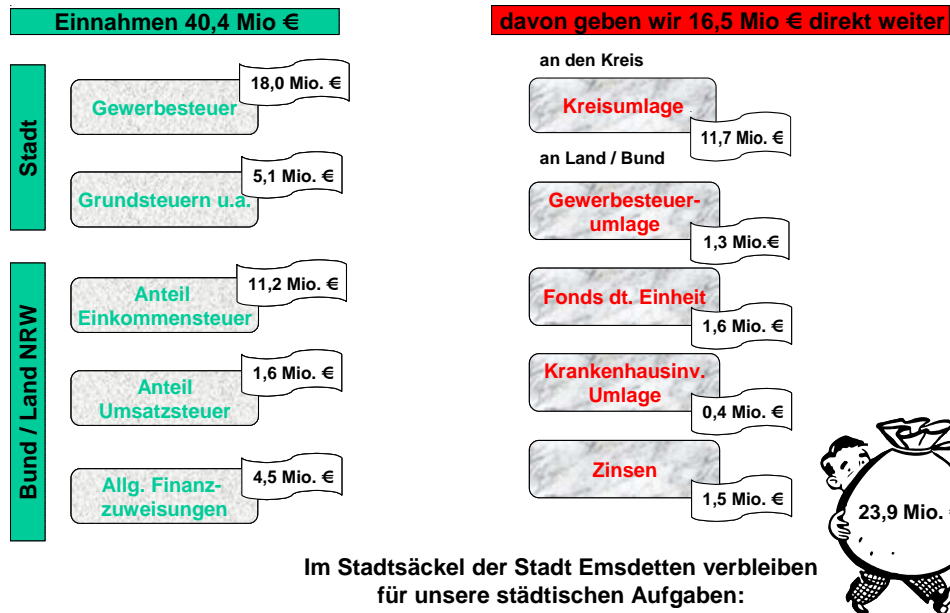 Einnahmen 40,4 Mio €
Stadt
Gewerbesteuer
18,0 Mio. €
Grundsteuern u.a.
5,1 Mio. €
Bund / Land NRW
Anteil
Einkommensteuer
11,2 Mio. €
Anteil
Umsatzsteuer
1,6 Mio. €
Allg. Finanz-
zuweisungen
4,5 Mio. €
davon geben wir 16,5 Mio € direkt weiter
an den Kreis
Kreisumlage
11,7 Mio. €
an Land / Bund
Gewerbesteuer-
umlage
1,3 Mio.€
Fonds dt. Einheit
1,6 Mio. €
Krankenhausinv.
Umlage
0,4 Mio. €
Zinsen
1,5 Mio. €
23,9 Mio. €
Im Stadtsäckel der Stadt Emsdetten verbleiben
für unsere städtischen Aufgaben: